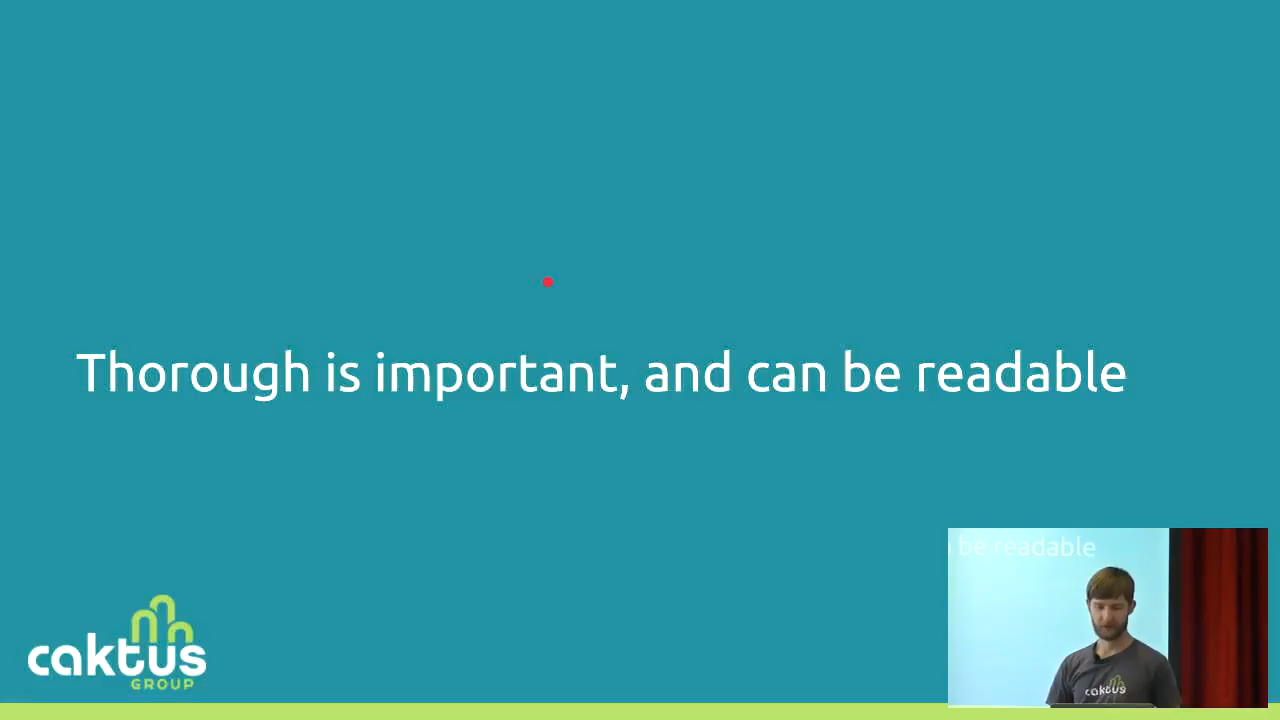 Thorough is important, and can be readable
be readable
caktus
GROUP
caktus